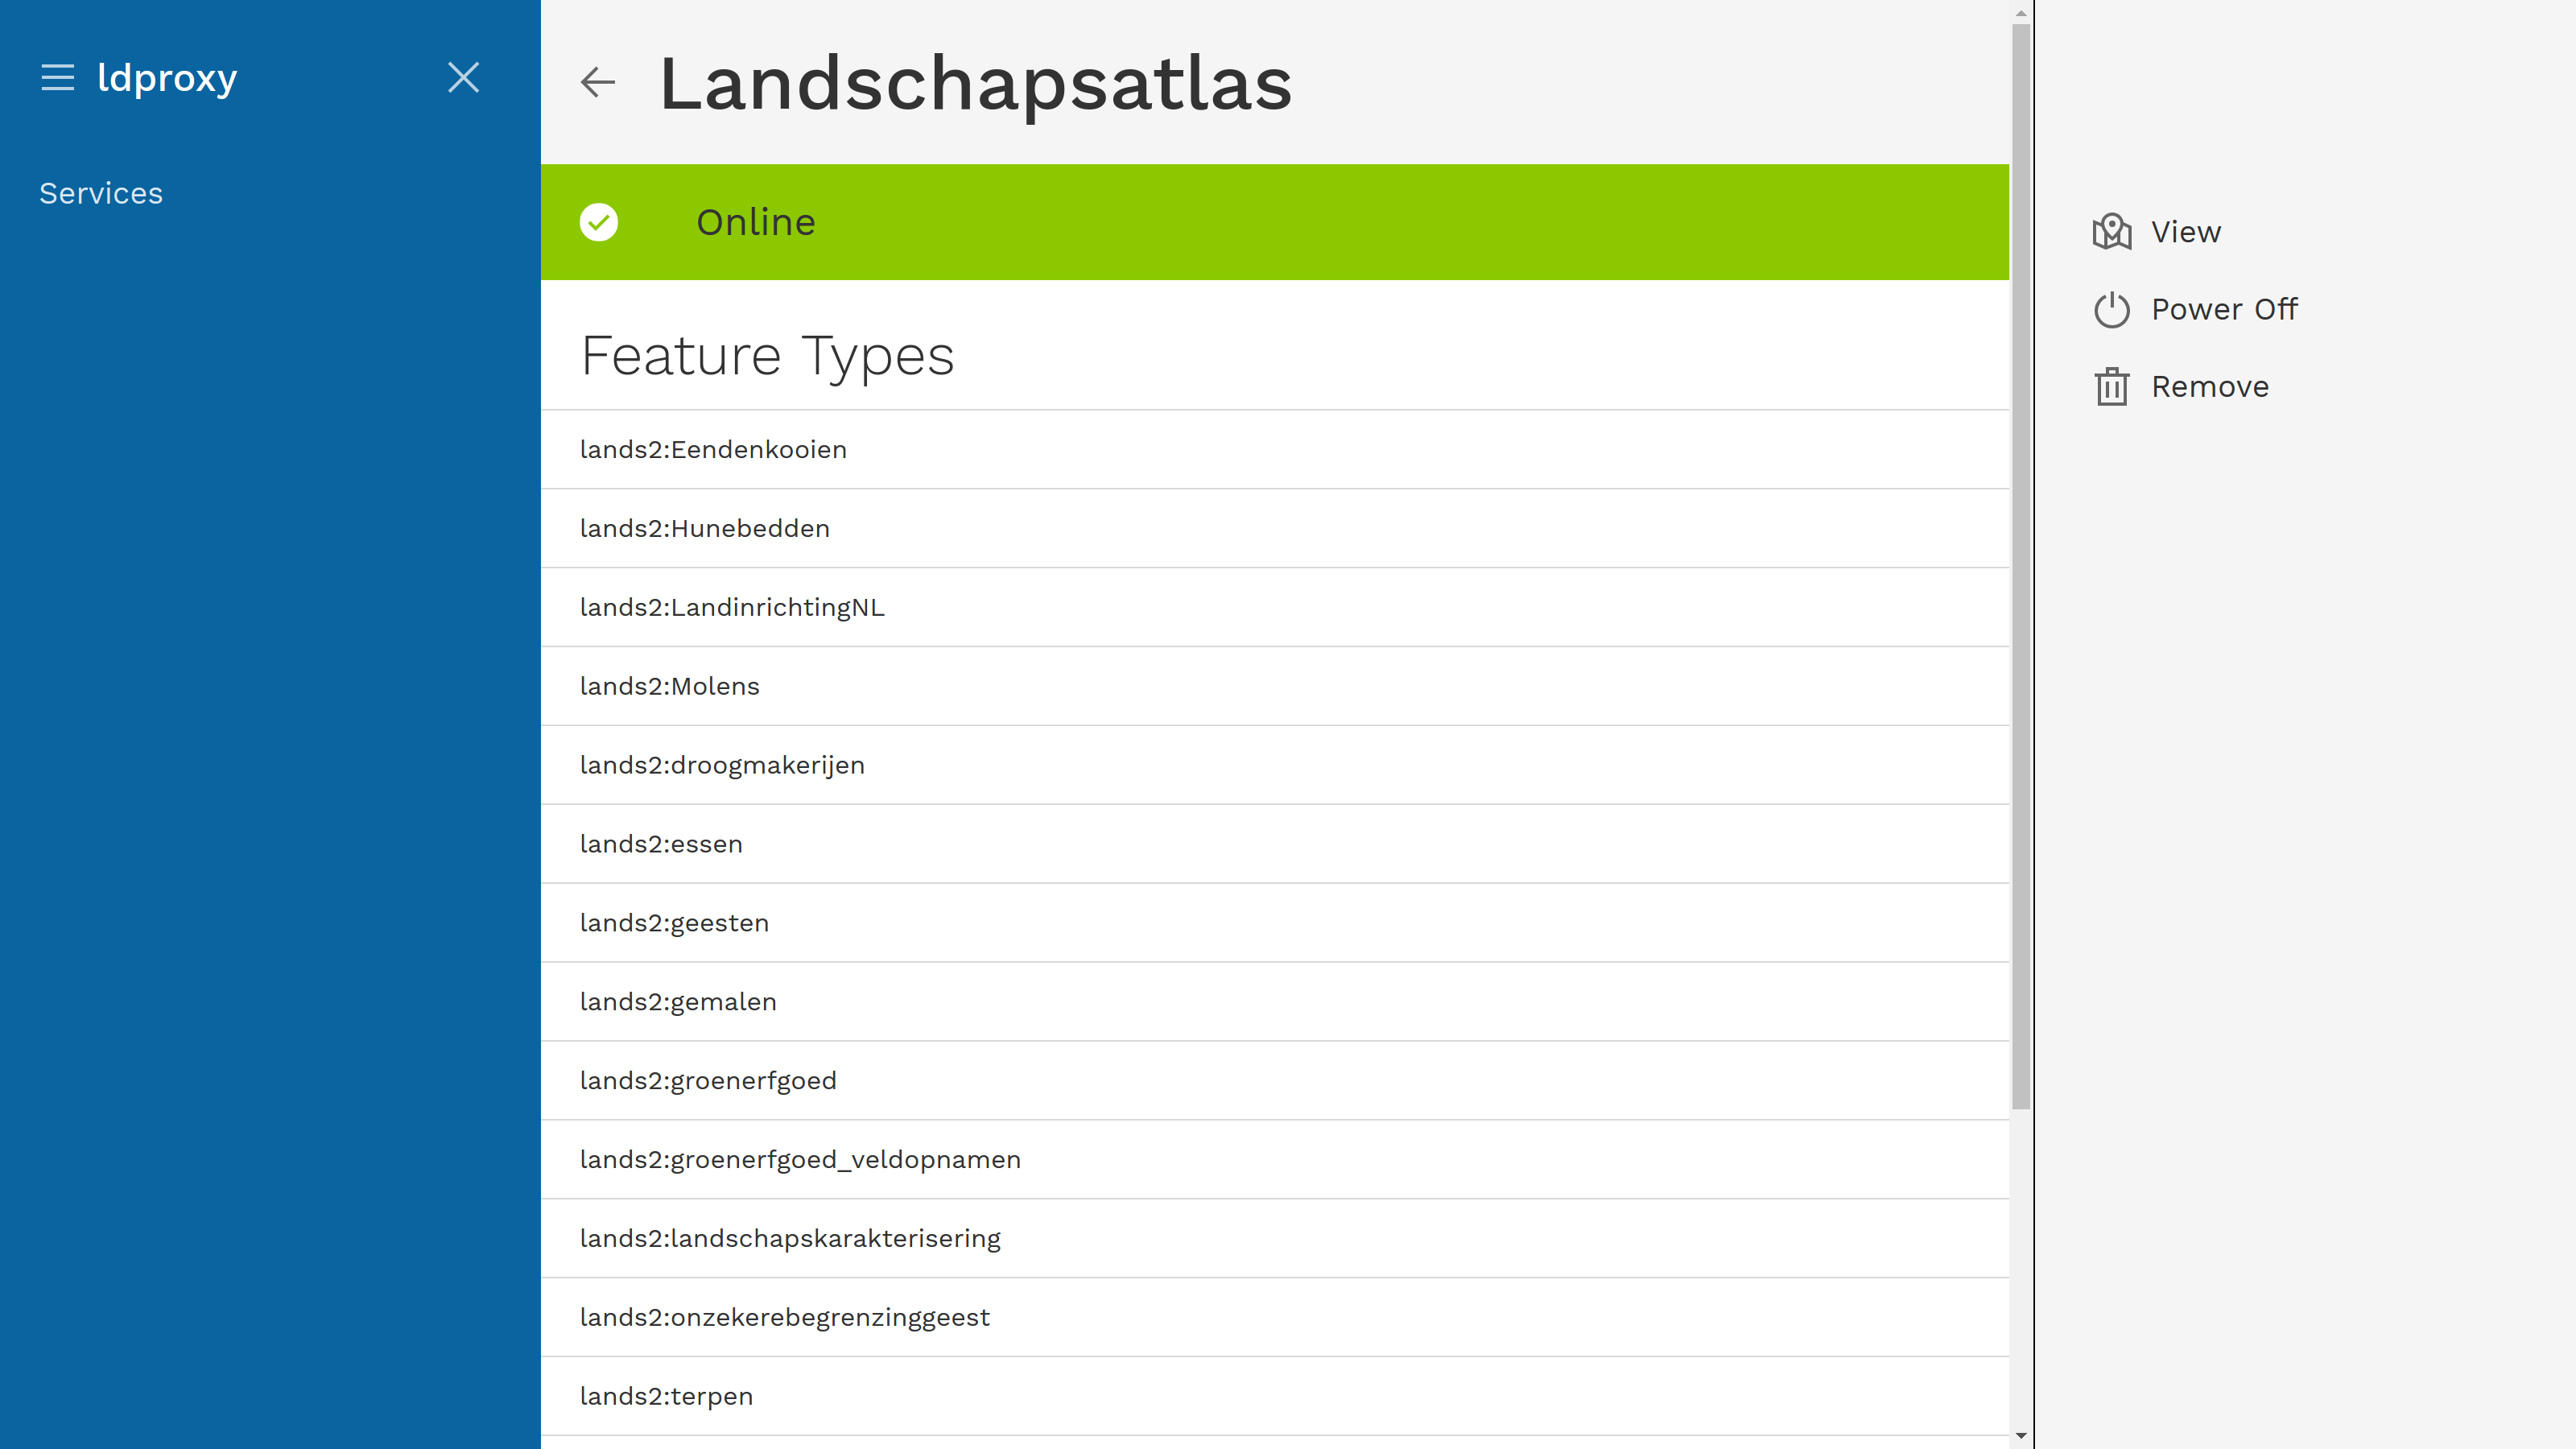 ldproxy
Services
Landschapsatlas
Online
Feature Types
lands2:Eendenkooien
lands2:Hunebedden
lands2:LandinrichtingNL
lands2:Molens
lands2:droogmakerijen
lands2:essen
lands2:geesten
lands2:gemalen
lands2:groenerfgoed
lands2:groenerfgoed_veldopnamen
lands2:landschapskarakterisering
lands2:onzekerebegrenzinggeest
lands2:terpen
View
Power Off
Remove